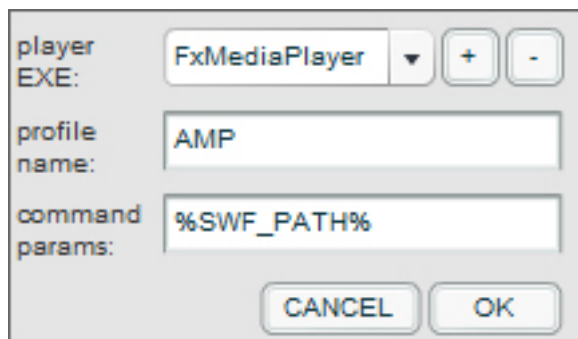 player
EXE:
FxMediaPlayer
+
-
profile
name:
AMP
command
params:
%SWF_PATH%
CANCEL
OK